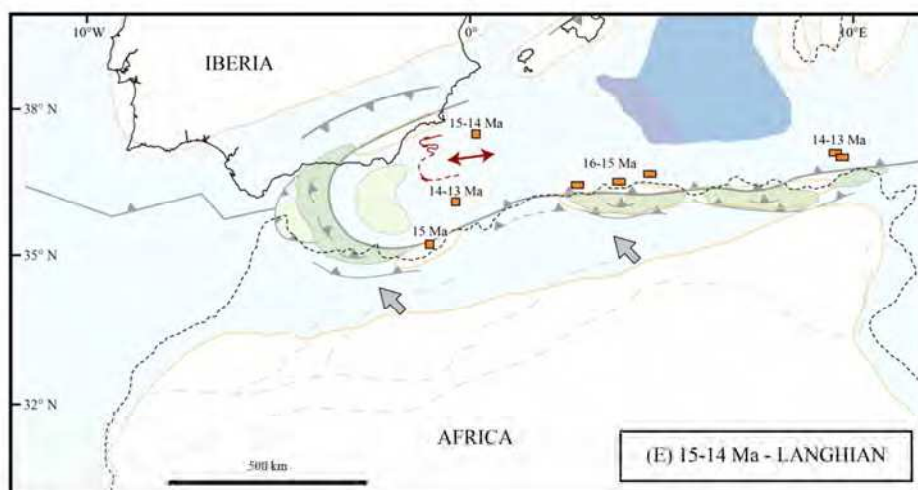 10°W
0°
10°E
IBERIA
38° N
15-14 Ma
14-13 Ma
16-15 Ma
14-13 Ma
15 Ma
35° N
32° N
AFRICA
500 km
(E) 15-14 Ma - LANGHIAN